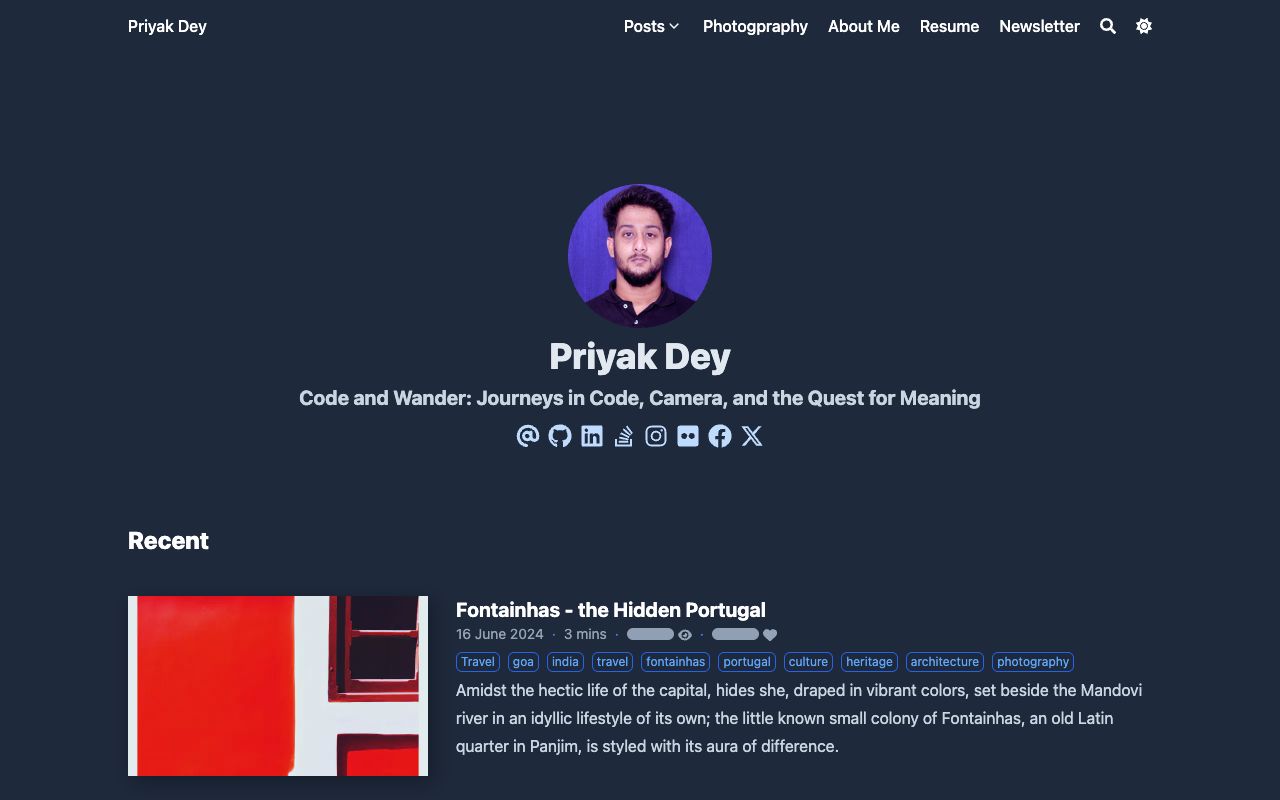 Priyak Dey
Posts Photogrpahy About Me Resume Newsletter
Priyak Dey
Code and Wander: Journeys in Code, Camera, and the Quest for Meaning
Recent
Fontainhas - the Hidden Portugal
16 June 2024 · 3 mins · ·
Travel goa india travel fontainhas portugal culture heritage architecture photography
Amidst the hectic life of the capital, hides she, draped in vibrant colors, set beside the Mandovi
river in an idyllic lifestyle of its own; the little known small colony of Fontainhas, an old Latin
quarter in Panjim, is styled with its aura of difference.